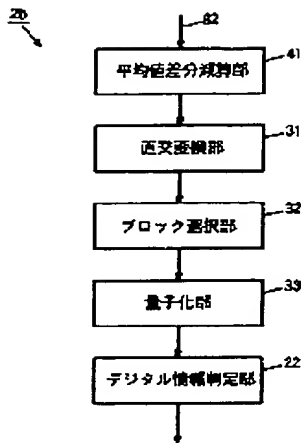 2b
82
41
平均値差分減算部
31
直交変換部
32
ブロック選択部
33
量子化部
22
デジタル情報判定部